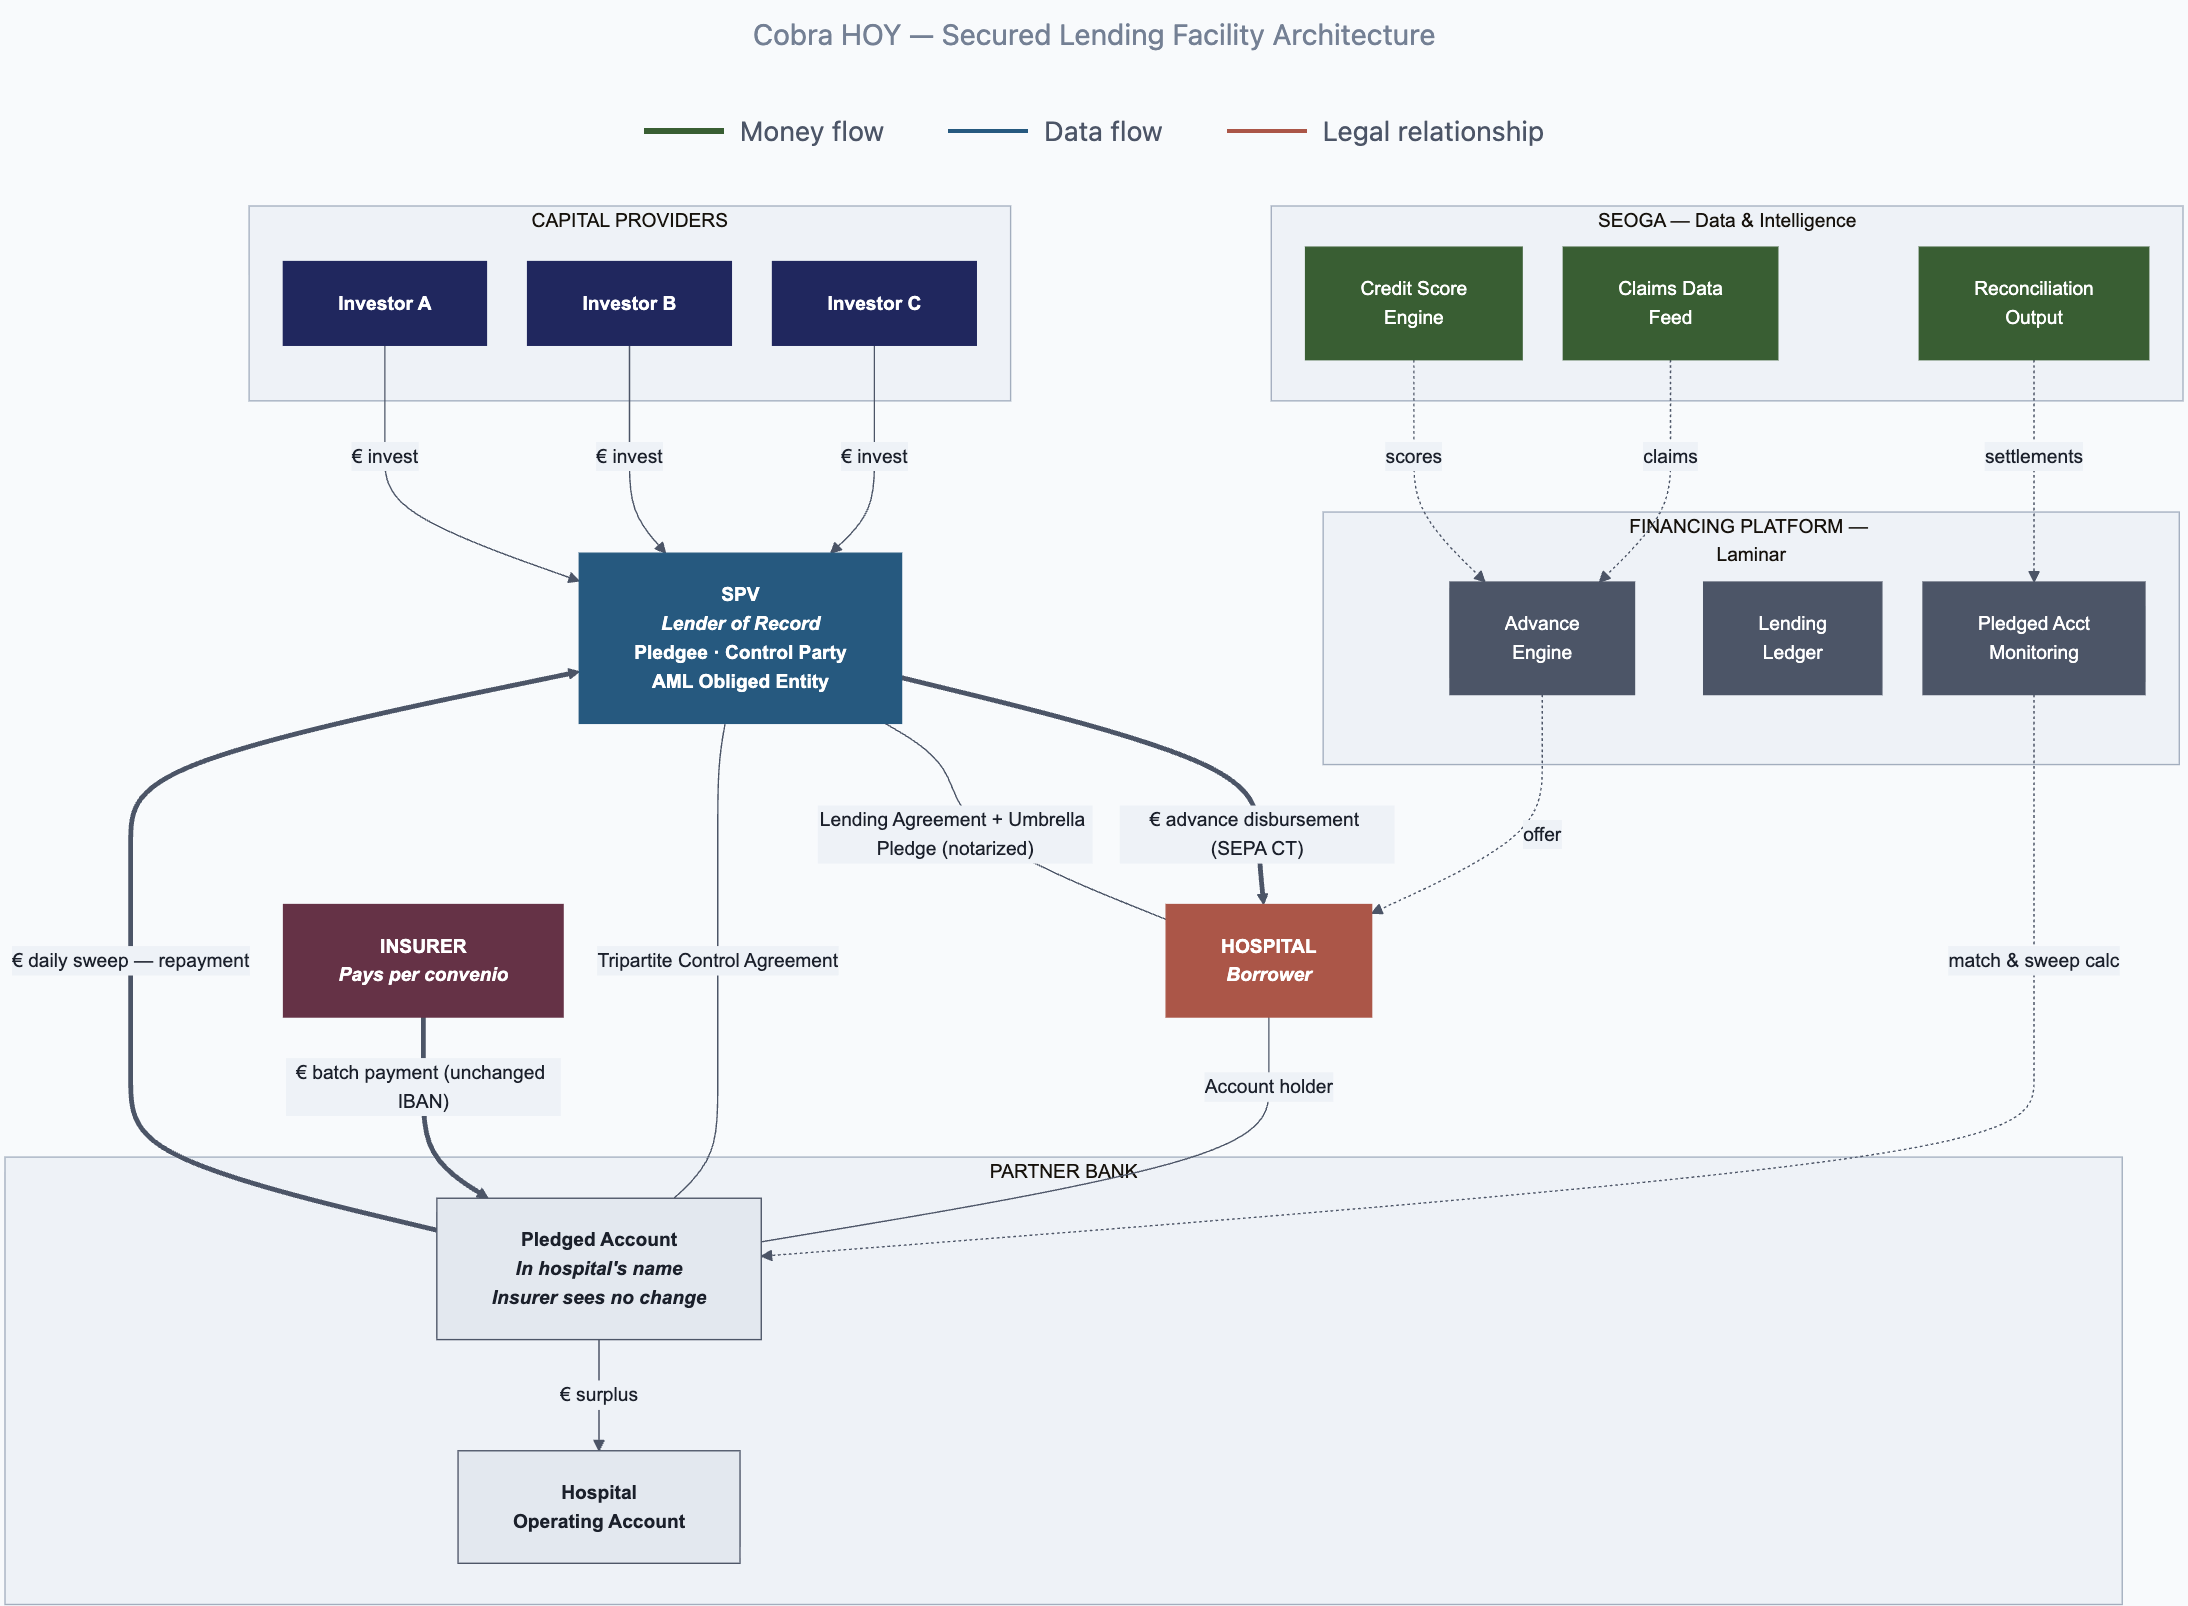 Cobra HOY — Secured Lending Facility Architecture
Money flow
Data flow
Legal relationship
CAPITAL PROVIDERS
Investor A
Investor B
Investor C
SEOGA — Data & Intelligence
Credit Score
Engine
Claims Data
Feed
Reconciliation
Output
€ invest
€ invest
€ invest
scores
claims
settlements
SPV
Lender of Record
Pledgee · Control Party
AML Obliged Entity
FINANCING PLATFORM —
Laminar
Advance
Engine
Lending
Ledger
Pledged Acct
Monitoring
Lending Agreement + Umbrella
Pledge (notarized)
€ advance disbursement
(SEPA CT)
offer
€ daily sweep — repayment
INSURER
Pays per convenio
Tripartite Control Agreement
HOSPITAL
Borrower
match & sweep calc
€ batch payment (unchanged
IBAN)
Account holder
PARTNER BANK
Pledged Account
In hospital's name
Insurer sees no change
€ surplus
Hospital
Operating Account